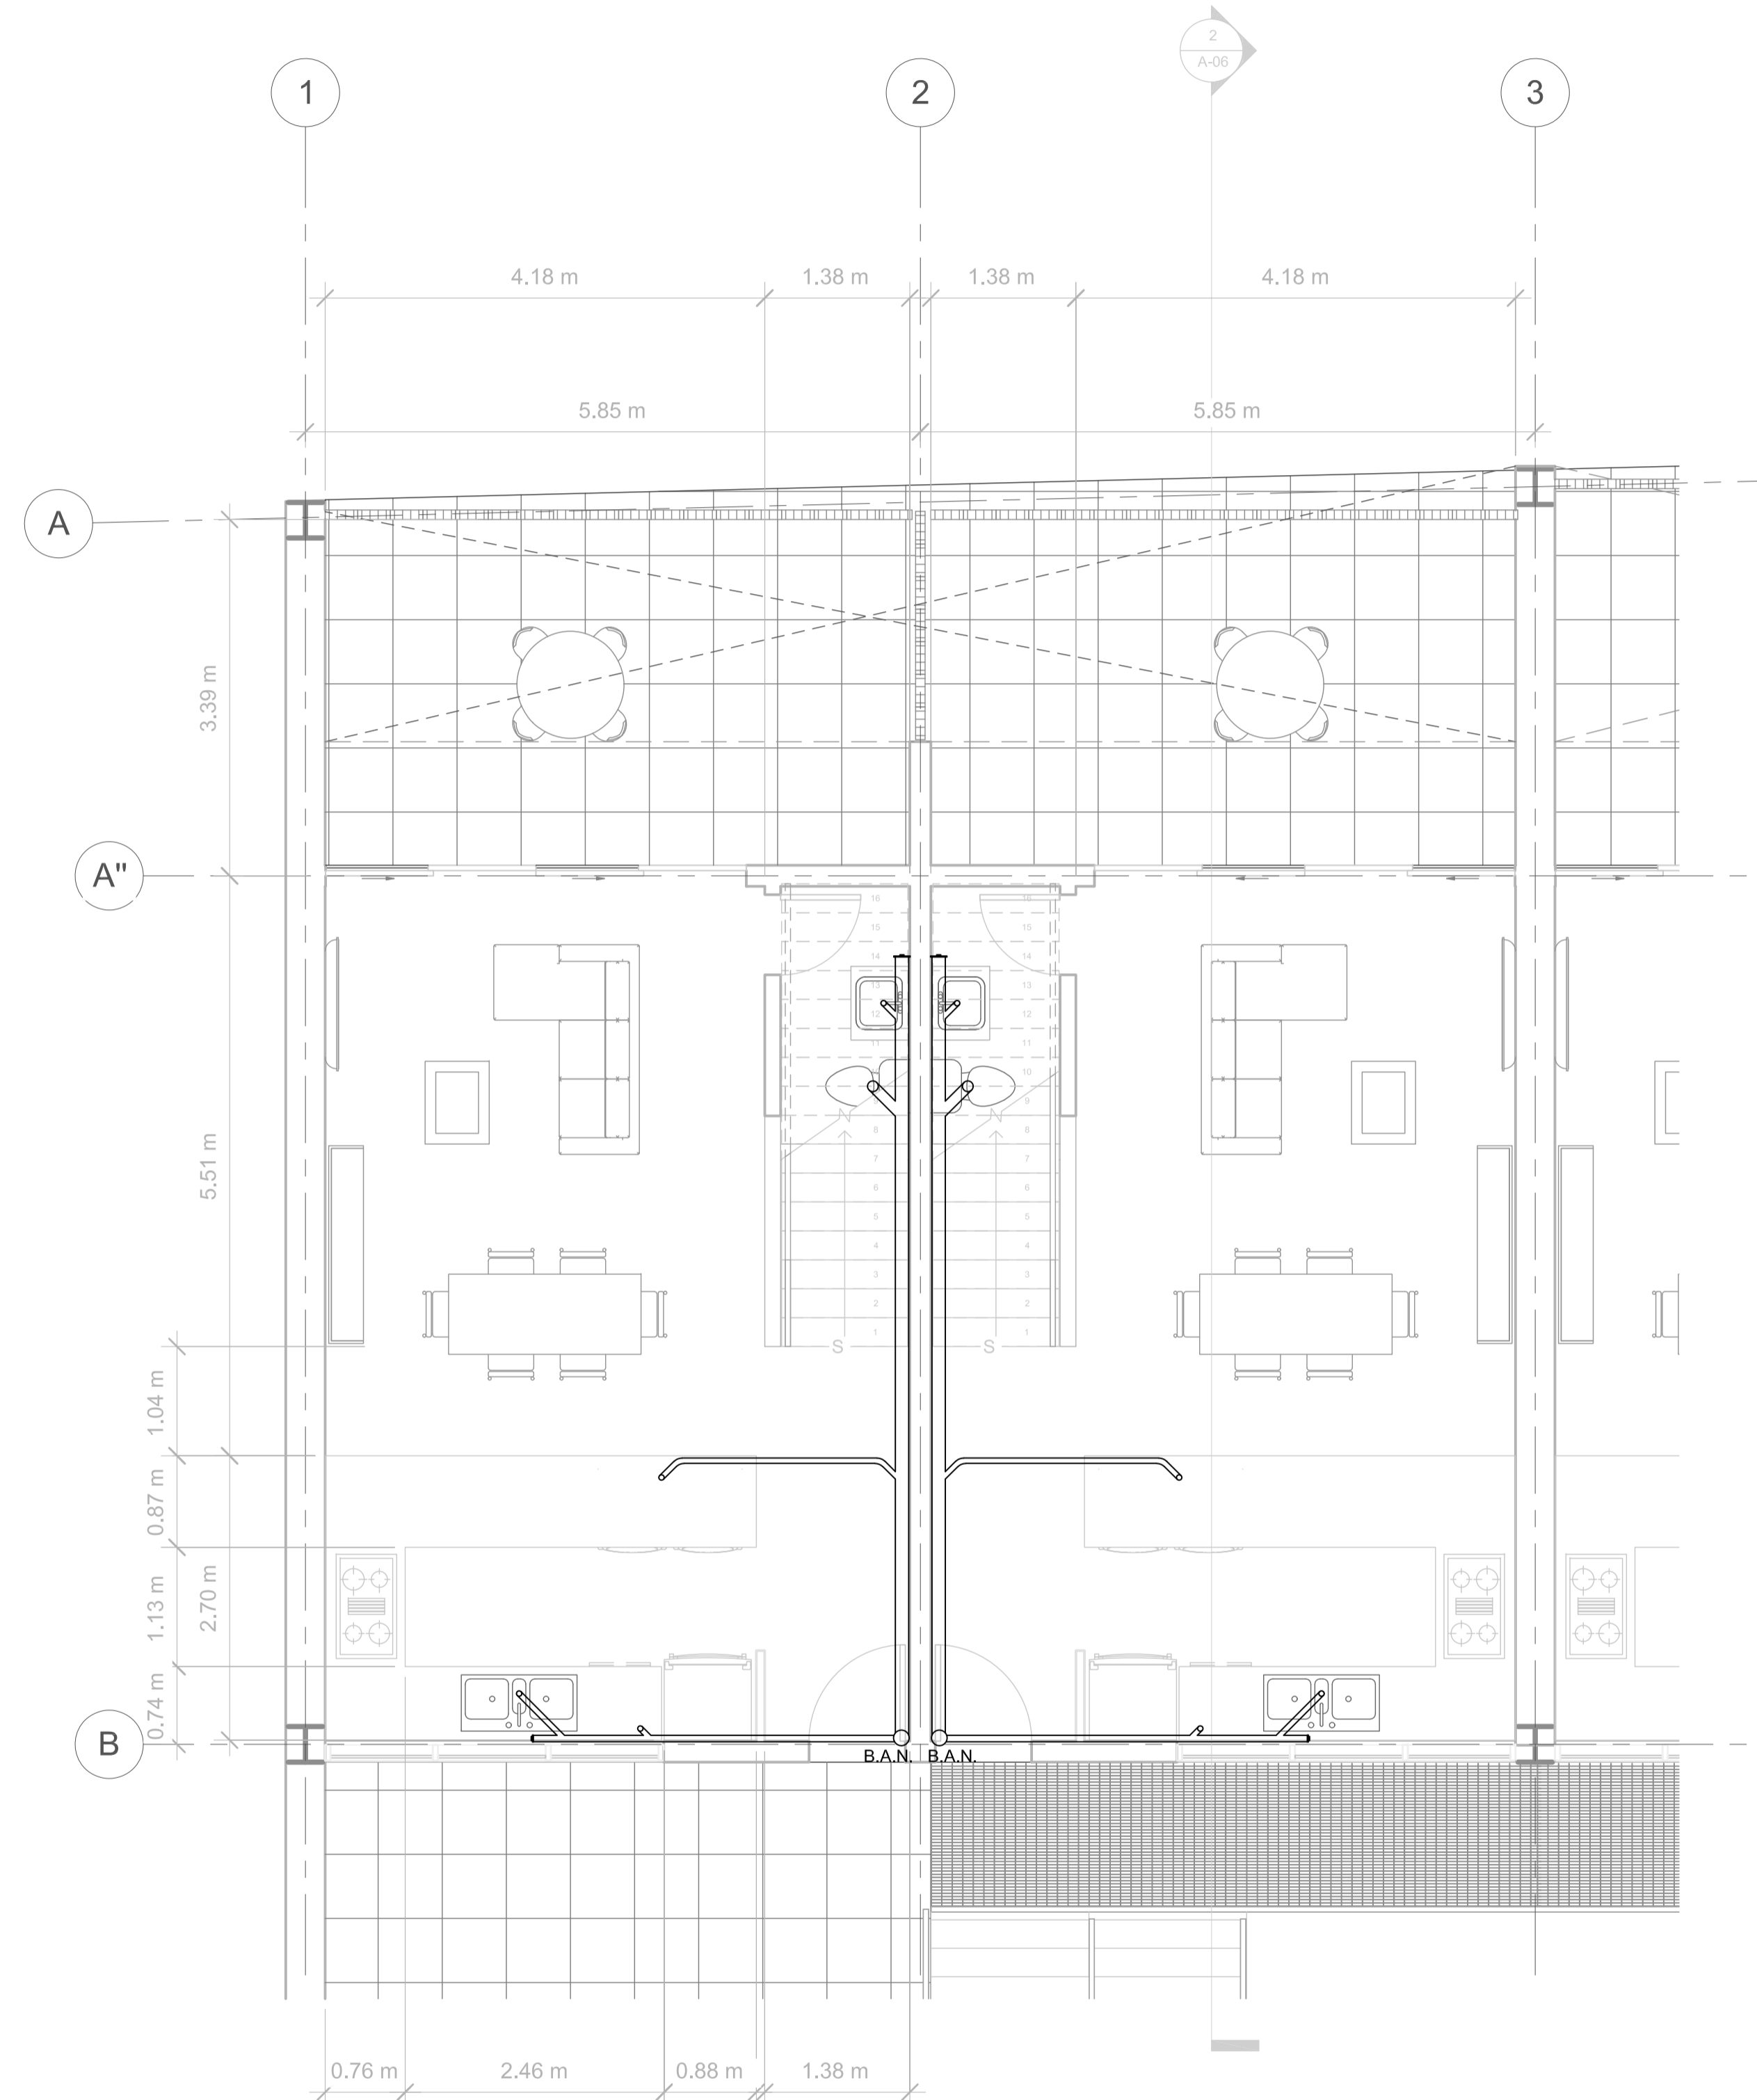 2
A-06
1
2
3
4.18 m
1.38 m
1.38 m
4.18 m
5.85 m
5.85 m
A
3.39 m
A"
16
16
15
15
14
14
13
13
12
12
11
11
10
10
9
9
8
8
7
7
6
6
5.51 m
5
5
4
4
3
3
2
2
1
1
S
S
1.04 m
0.87 m
1.13 m
2.70 m
0.74 m
B
B.A.N.
B.A.N.
0.76 m
2.46 m
0.88 m
1.38 m